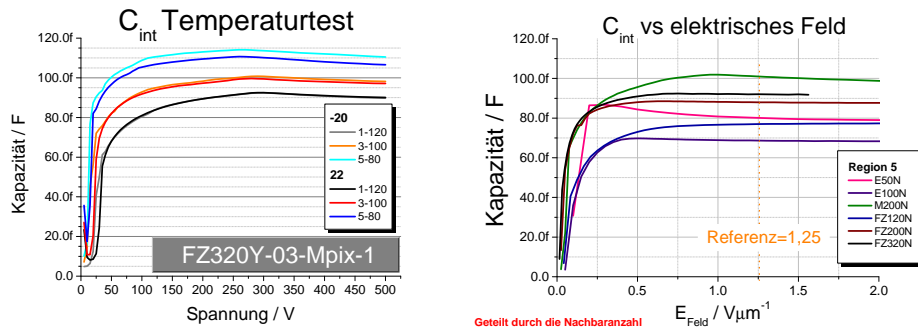 C_int Temperaturtest
Kapazität / F
120.0f
100.0f
80.0f
60.0f
40.0f
20.0f
0.0
0 50 100 150 200 250 300 350 400 450 500
Spannung / V
-20
1-120
3-100
5-80
22
1-120
3-100
5-80
FZ320Y-03-Mpix-1
C_int vs elektrisches Feld
Kapazität / F
120.0f
100.0f
80.0f
60.0f
40.0f
20.0f
0.0
0.0 0.5 1.0 1.5 2.0
E_Feld / Vµm^-1
Region 5
E50N
E100N
M200N
FZ120N
FZ200N
FZ320N
Referenz=1,25
Geteilt durch die Nachbaranzahl